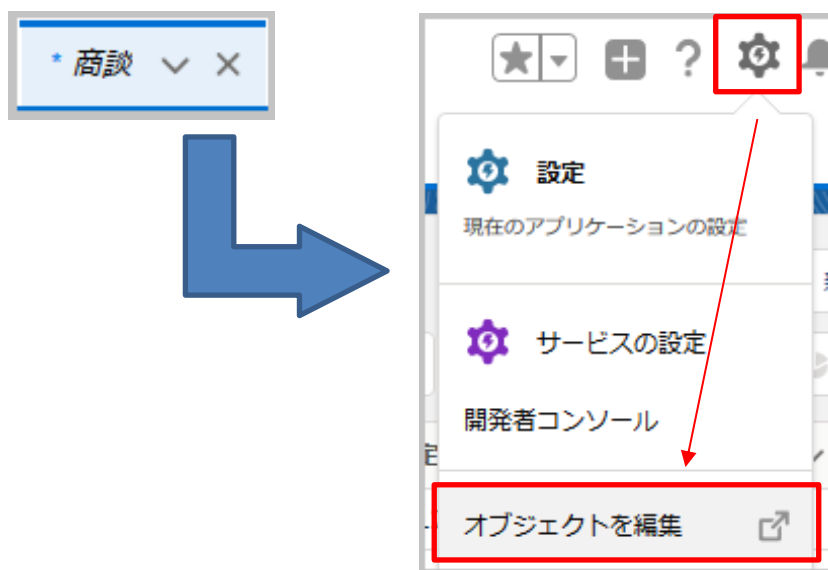 * 商談
設定
現在のアプリケーションの設定
サービスの設定
開発者コンソール
オブジェクトを編集